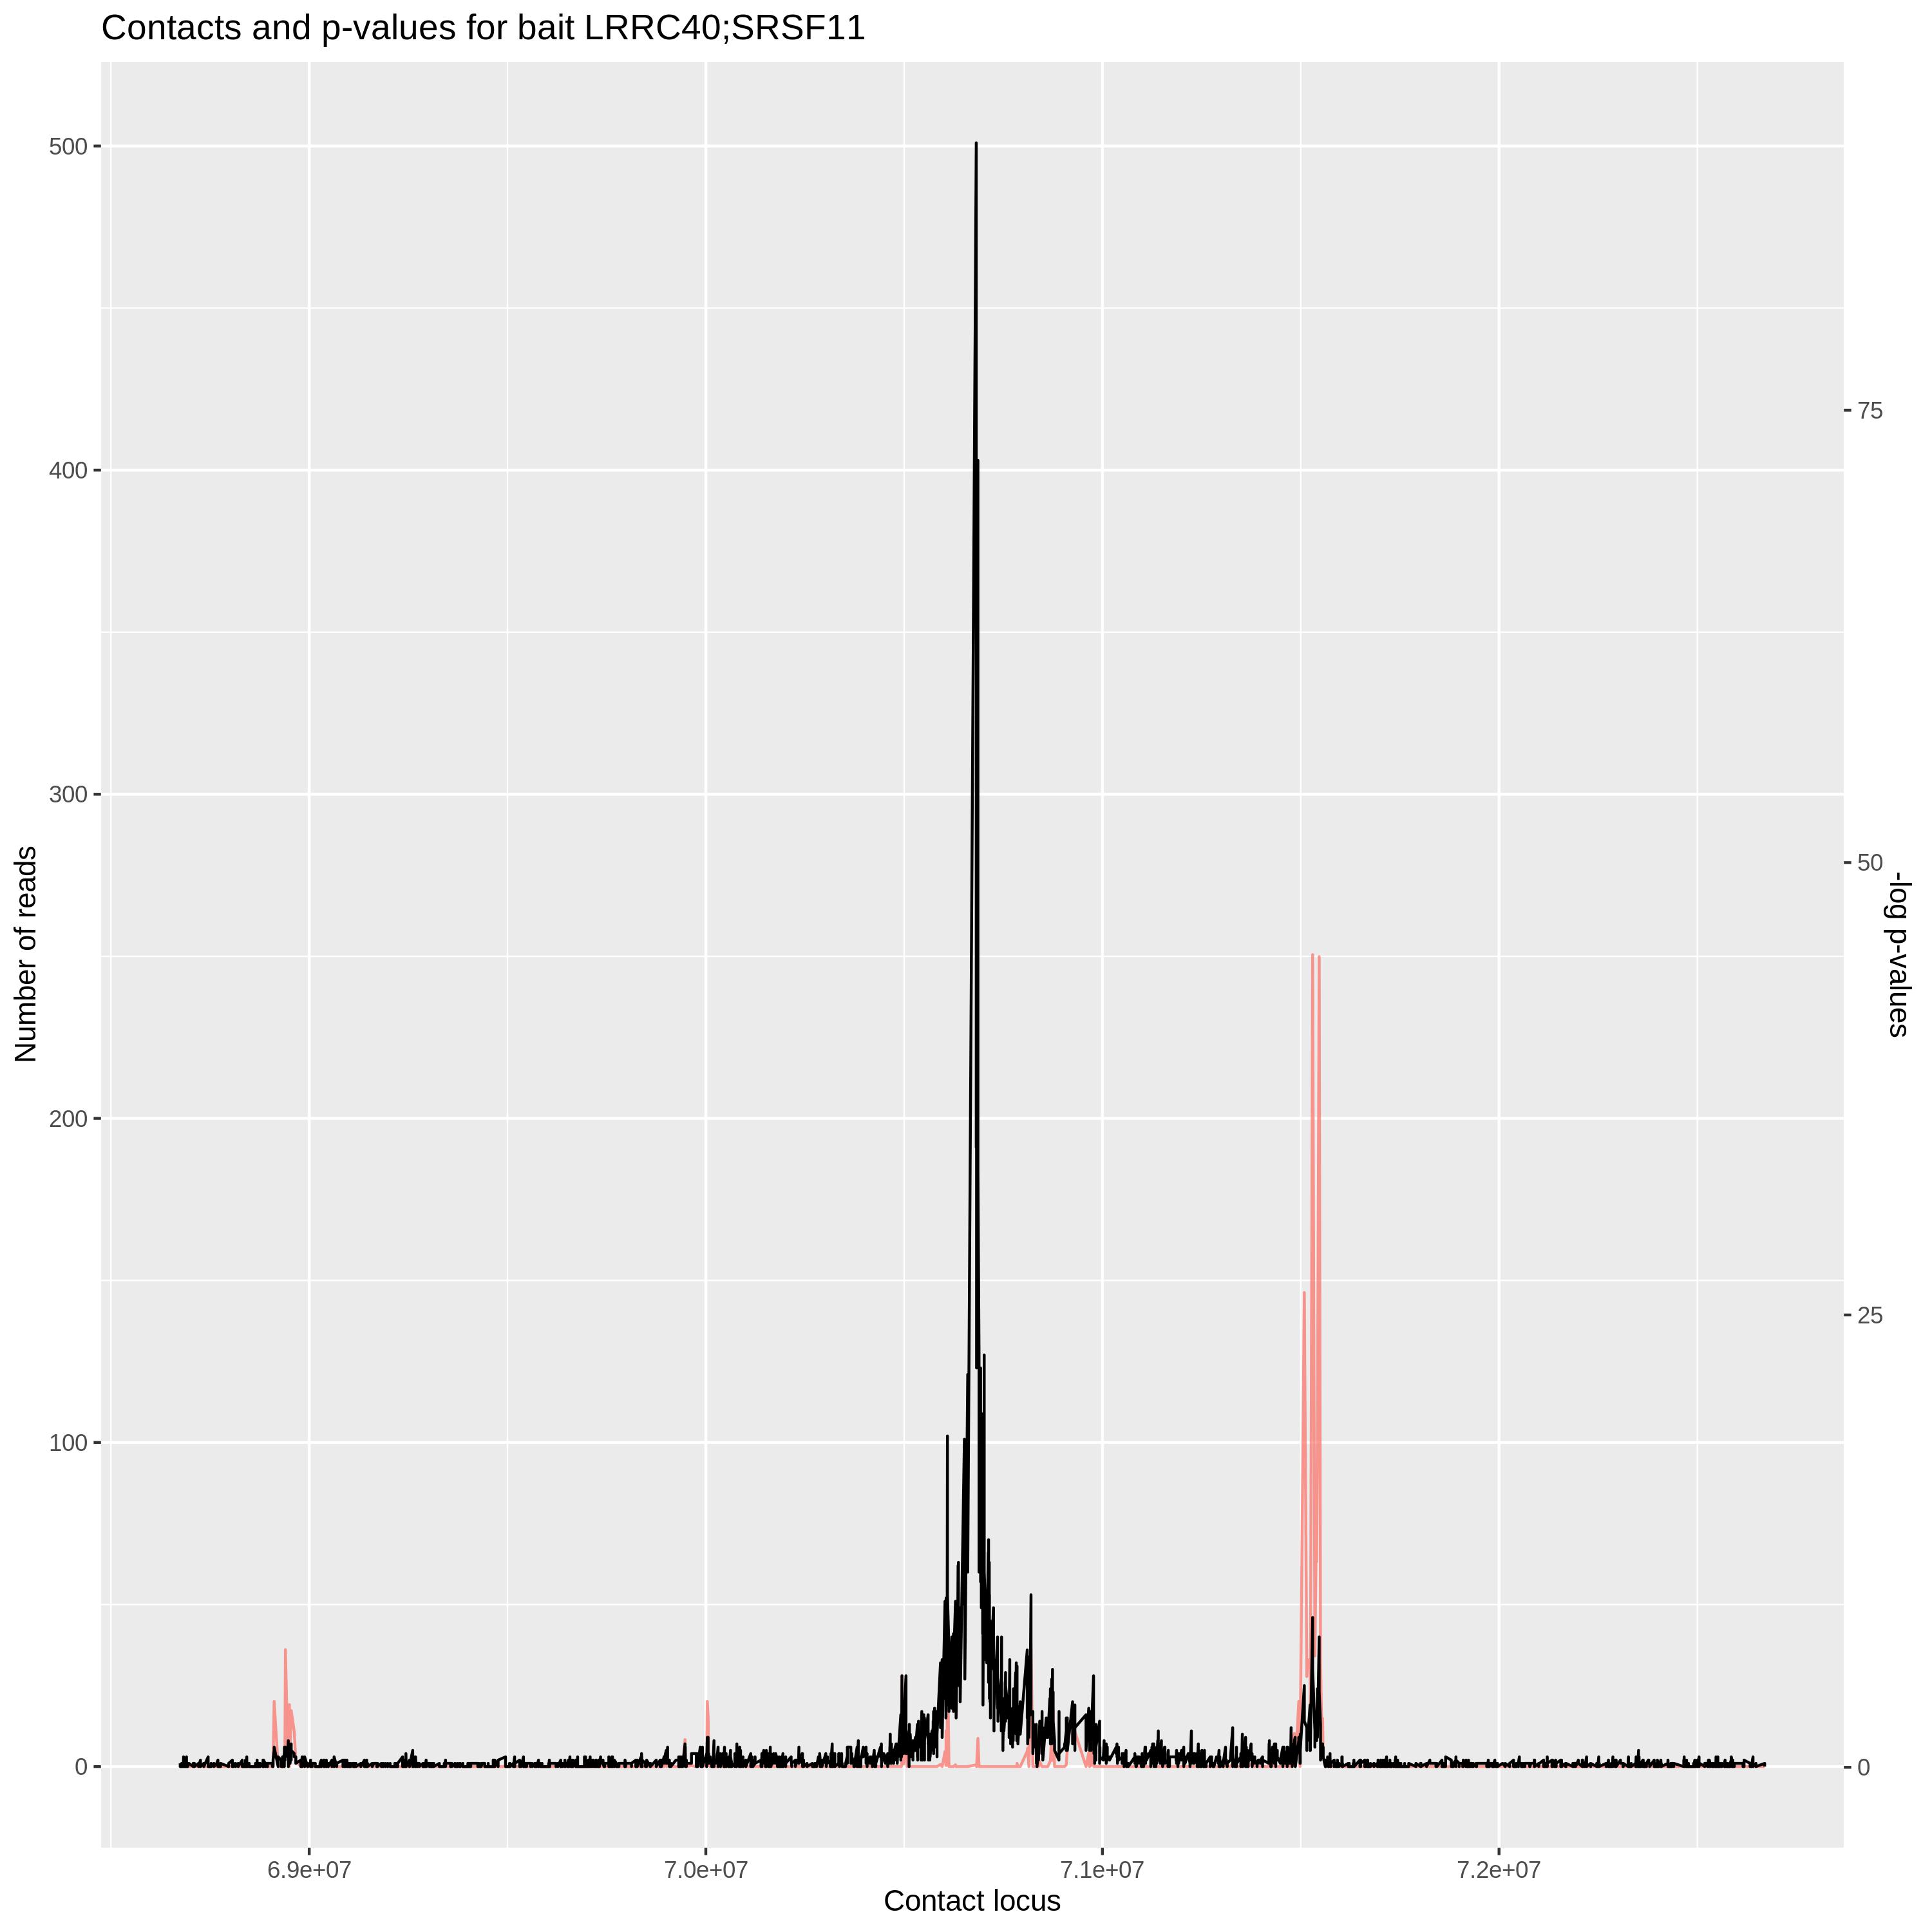 Contacts and p-values for bait LRRC40;SRSF11
500
400
300
200
100
0
Number of reads
75
50
25
0
-log p-values
6.9e+07 7.0e+07 7.1e+07 7.2e+07
Contact locus